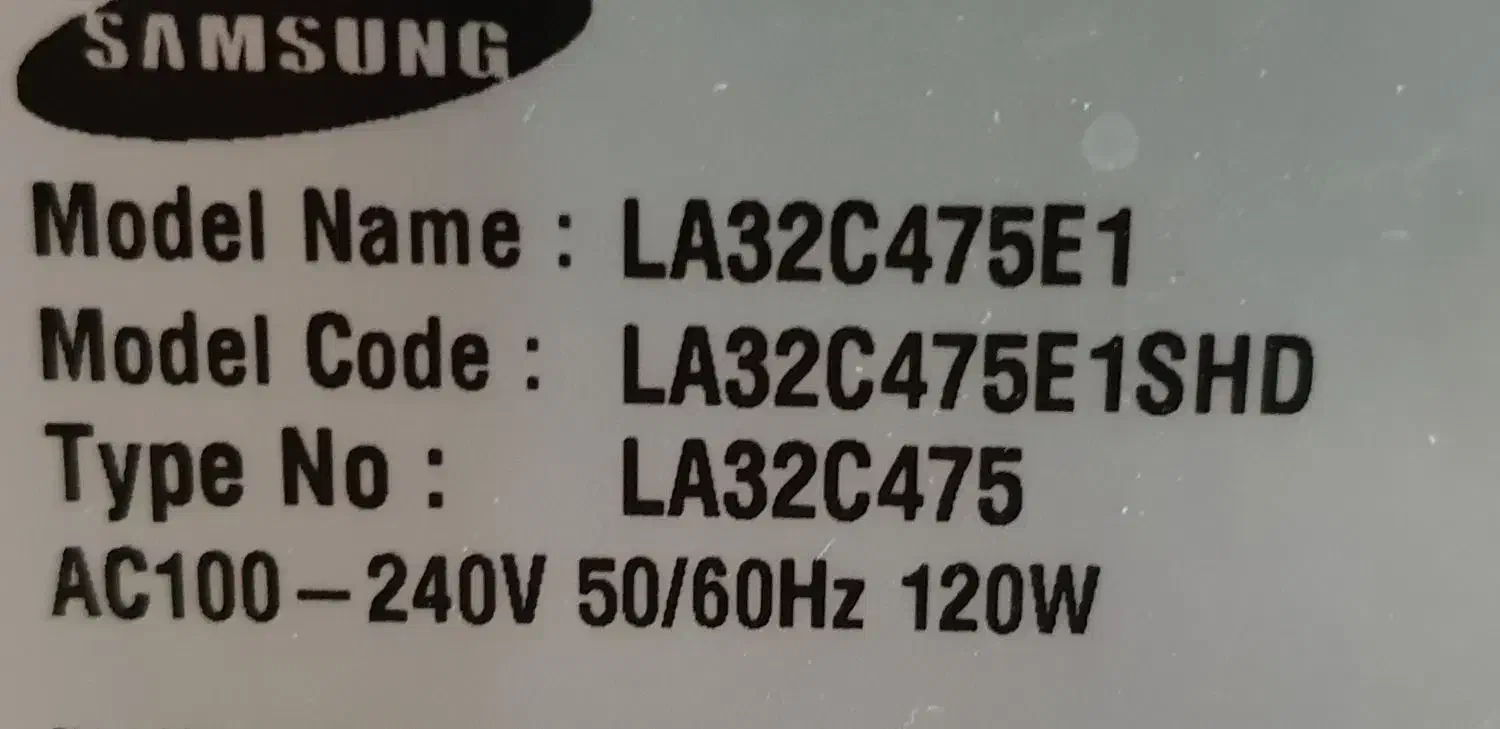 SAMSUNG
Model Name : LA32C475E1
Model Code : LA32C475E1SHD
Type No : LA32C475
AC100-240V 50/60Hz 120W